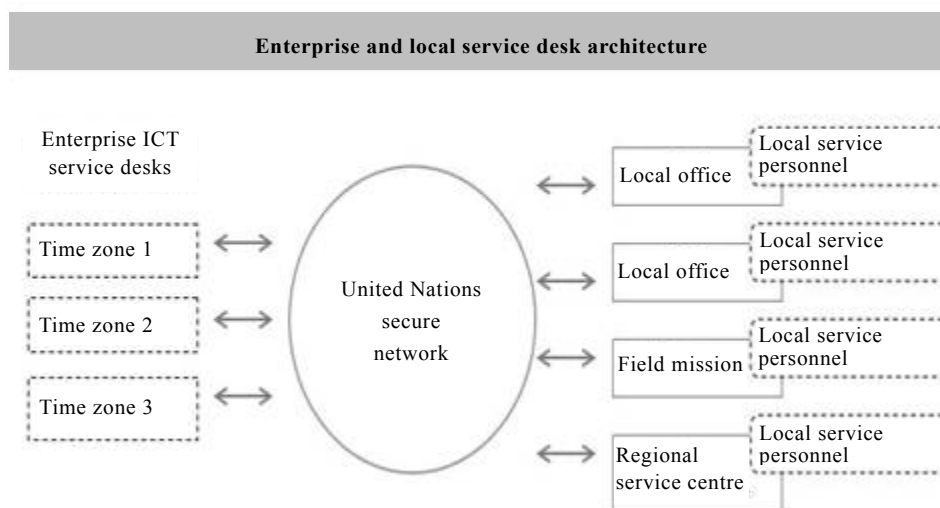 Enterprise and local service desk architecture
Enterprise ICT
service desks
Time zone 1
Time zone 2
Time zone 3
United Nations
secure
network
Local office
Local service
personnel
Local office
Local service
personnel
Field mission
Local service
personnel
Regional
service centre
Local service
personnel